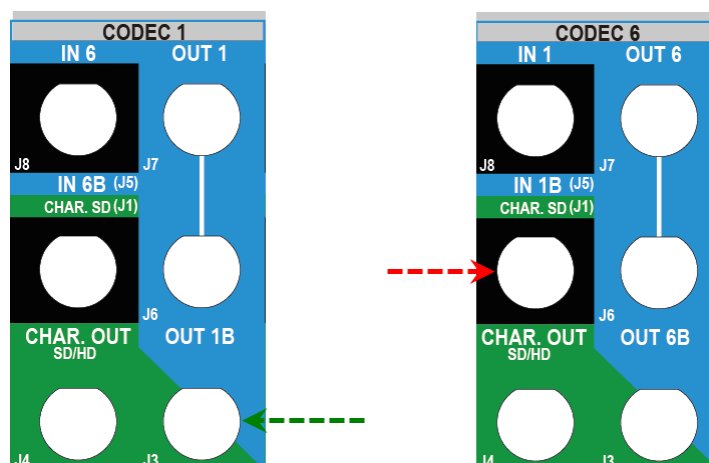 CODEC 1
IN 6 OUT 1
J8 J7
IN 6B (J5)
CHAR. SD (J1)
J6
CHAR. OUT OUT 1B
SD/HD
J4 J3
CODEC 6
IN 1 OUT 6
J8 J7
IN 1B (J5)
CHAR. SD (J1)
J6
CHAR. OUT OUT 6B
SD/HD
J4 J3